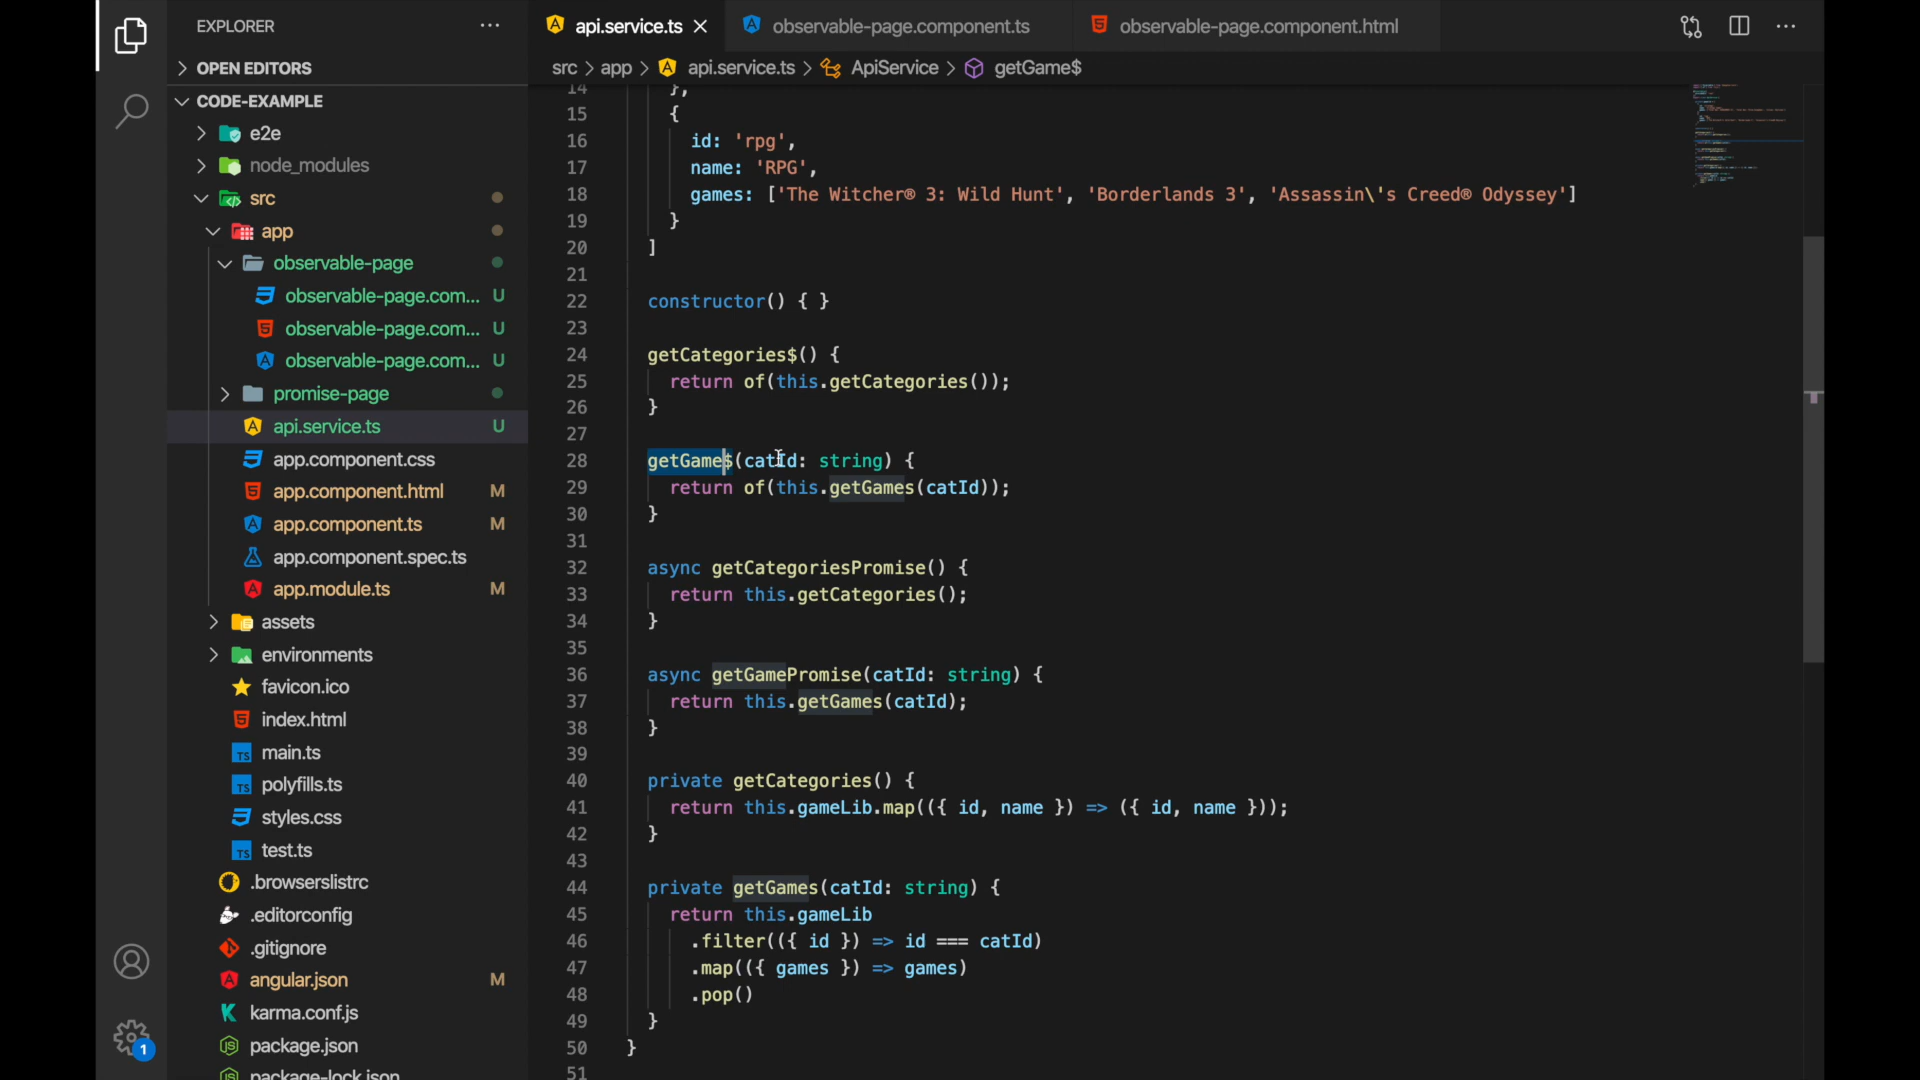 EXPLORER
OPEN EDITORS
CODE-EXAMPLE
e2e
node_modules
src
app
observable-page
observable-page.com... U
observable-page.com... U
observable-page.com... U
promise-page
api.service.ts U
app.component.css
app.component.html M
app.component.ts M
app.component.spec.ts
app.module.ts M
assets
environments
favicon.ico
index.html
TS main.ts
TS polyfills.ts
styles.css
TS test.ts
.browserslistrc
.editorconfig
.gitignore
angular.json M
karma.conf.js
package.json
package-lock.json
1
api.service.ts observable-page.component.ts observable-page.component.html
src > app > api.service.ts > ApiService > getGame$
14 },
15 {
16 id: 'rpg',
17 name: 'RPG',
18 games: ['The Witcher® 3: Wild Hunt', 'Borderlands 3', 'Assassin\'s Creed® Odyssey']
19 }
20 ]
21
22 constructor() { }
23
24 getCategories$() {
25 return of(this.getCategories());
26 }
27
28 getGame$(catId: string) {
29 return of(this.getGames(catId));
30 }
31
32 async getCategoriesPromise() {
33 return this.getCategories();
34 }
35
36 async getGamePromise(catId: string) {
37 return this.getGames(catId);
38 }
39
40 private getCategories() {
41 return this.gameLib.map(({ id, name }) => ({ id, name }));
42 }
43
44 private getGames(catId: string) {
45 return this.gameLib
46 .filter(({ id }) => id === catId)
47 .map(({ games }) => games)
48 .pop()
49 }
50 }
51